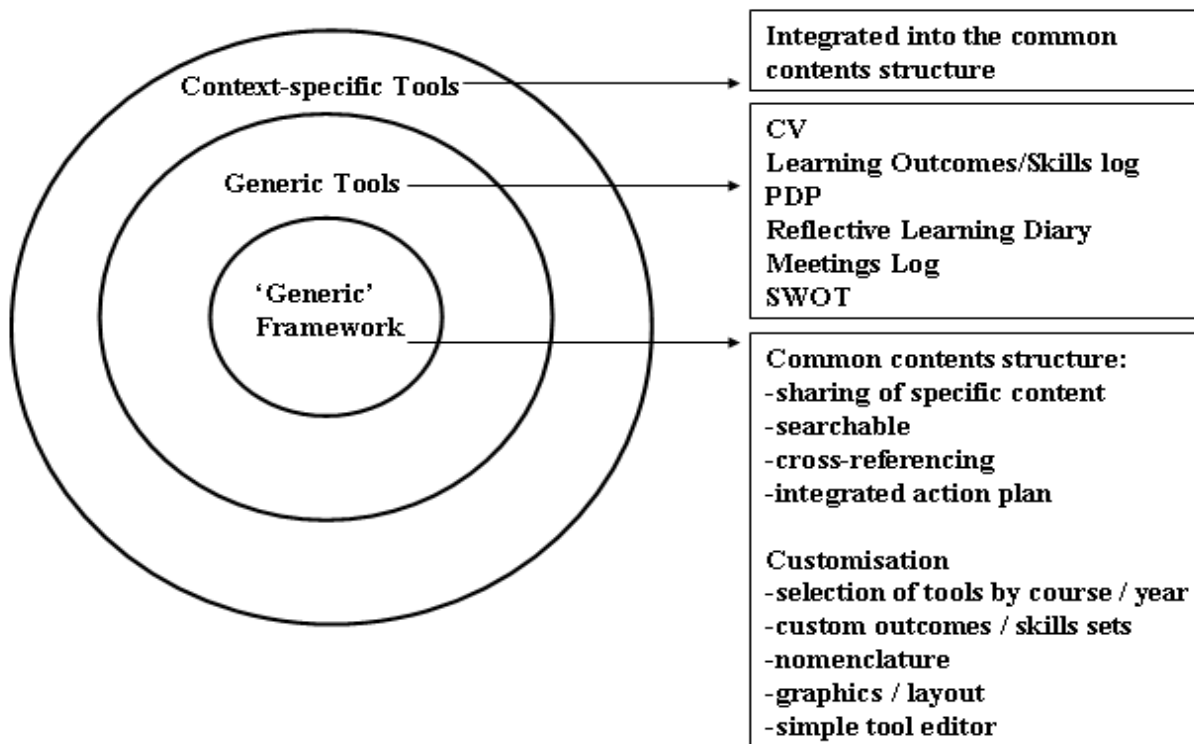 Context-specific Tools
Generic Tools
‘Generic’
Framework
Integrated into the common
contents structure
CV
Learning Outcomes/Skills log
PDP
Reflective Learning Diary
Meetings Log
SWOT
Common contents structure:
-sharing of specific content
-searchable
-cross-referencing
-integrated action plan
Customisation
-selection of tools by course / year
-custom outcomes / skills sets
-nomenclature
-graphics / layout
-simple tool editor